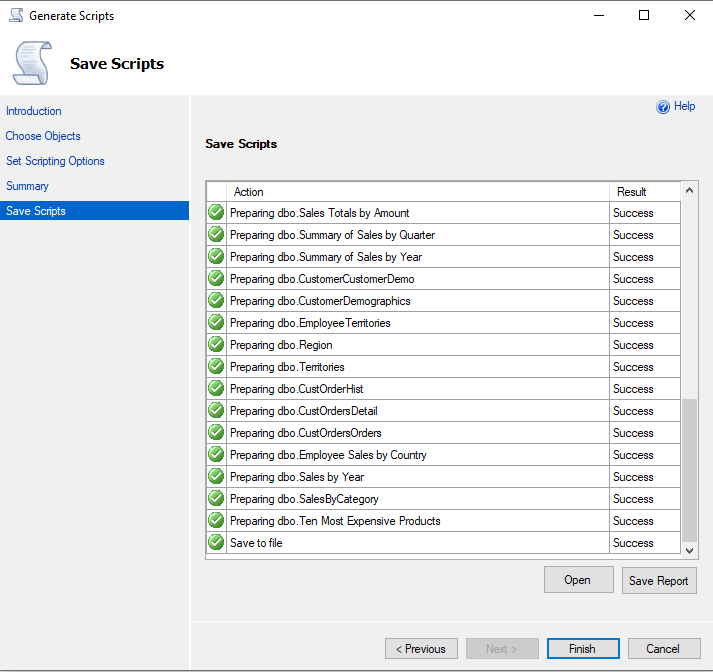 Generate Scripts
Save Scripts
Introduction
Choose Objects
Set Scripting Options
Summary
Save Scripts
Help
Save Scripts
Action Result
Preparing dbo.Sales Totals by Amount Success
Preparing dbo.Summary of Sales by Quarter Success
Preparing dbo.Summary of Sales by Year Success
Preparing dbo.CustomerCustomerDemo Success
Preparing dbo.CustomerDemographics Success
Preparing dbo.EmployeeTerritories Success
Preparing dbo.Region Success
Preparing dbo.Territories Success
Preparing dbo.CustOrderHist Success
Preparing dbo.CustOrdersDetail Success
Preparing dbo.CustOrdersOrders Success
Preparing dbo.Employee Sales by Country Success
Preparing dbo.Sales by Year Success
Preparing dbo.SalesByCategory Success
Preparing dbo.Ten Most Expensive Products Success
Save to file Success
Open Save Report
< Previous Next > Finish Cancel